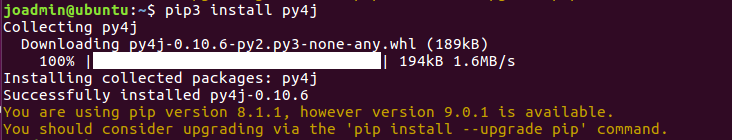 joadmin@ubuntu:~$ pip3 install py4j
Collecting py4j
  Downloading py4j-0.10.6-py2.py3-none-any.whl (189kB)
    100% |████████████████████████████████| 194kB 1.6MB/s
Installing collected packages: py4j
Successfully installed py4j-0.10.6
You are using pip version 8.1.1, however version 9.0.1 is available.
You should consider upgrading via the 'pip install --upgrade pip' command.